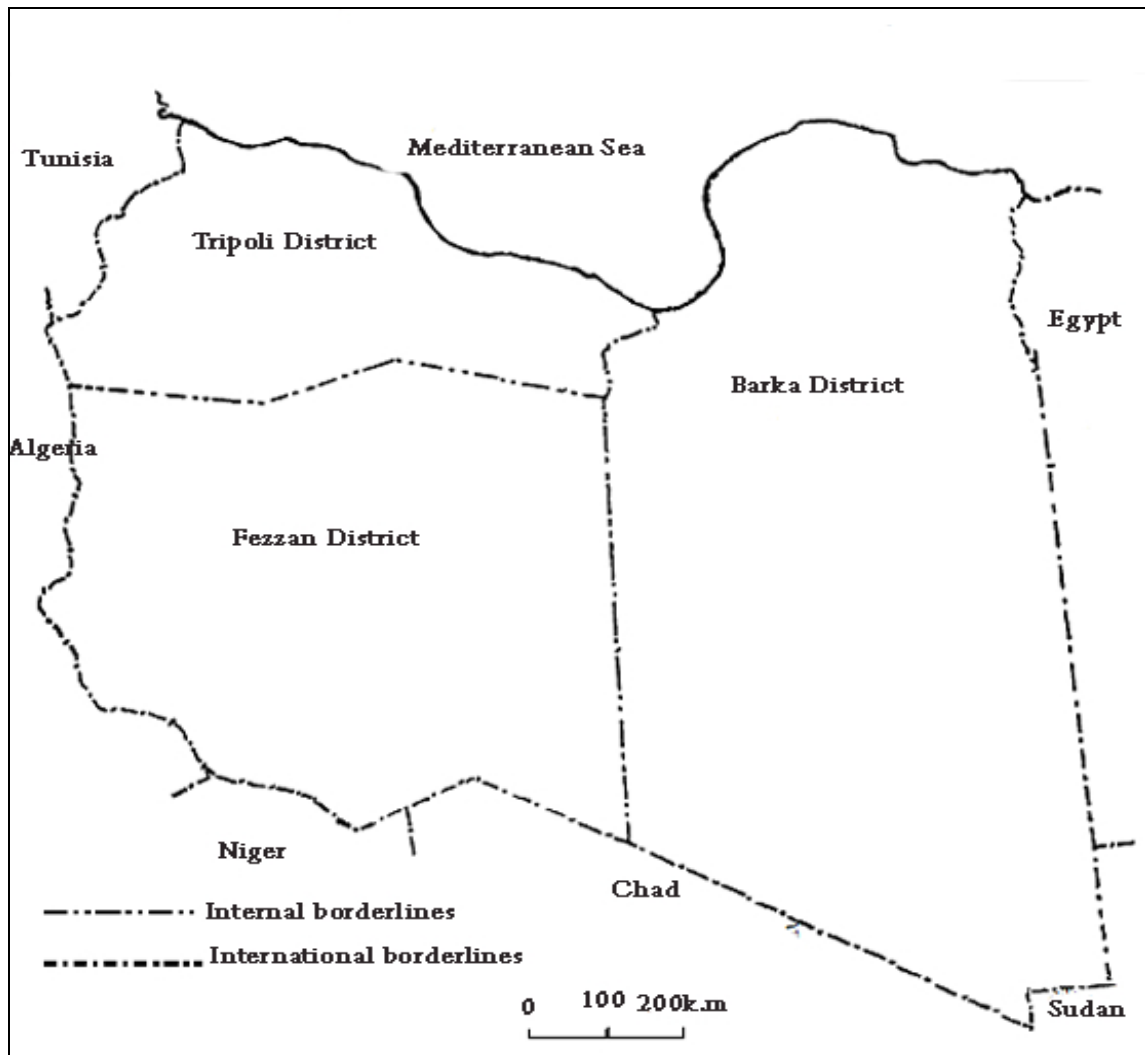 Tunisia
Mediterranean Sea
Tripoli District
Egypt
Barka District
Algeria
Fezzan District
Niger
Chad
Internal borderlines
International borderlines
0 100 200k.m
Sudan